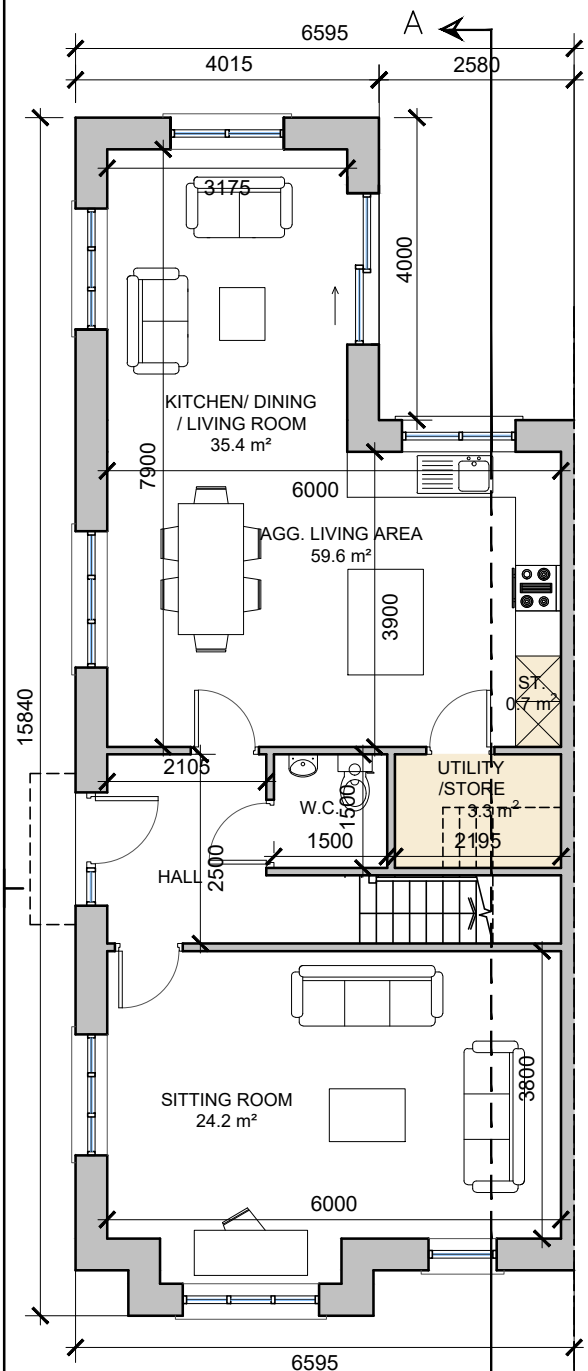 6595
A
4015
2580
3175
4000
KITCHEN/ DINING
/ LIVING ROOM
35.4 m²
7900
6000
AGG. LIVING AREA
59.6 m²
3900
ST.
0.7 m²
15840
2105
UTILITY
/STORE
3.3 m²
W.C.
1500
1500
2195
HALL
2500
SITTING ROOM
24.2 m²
3800
6000
6595